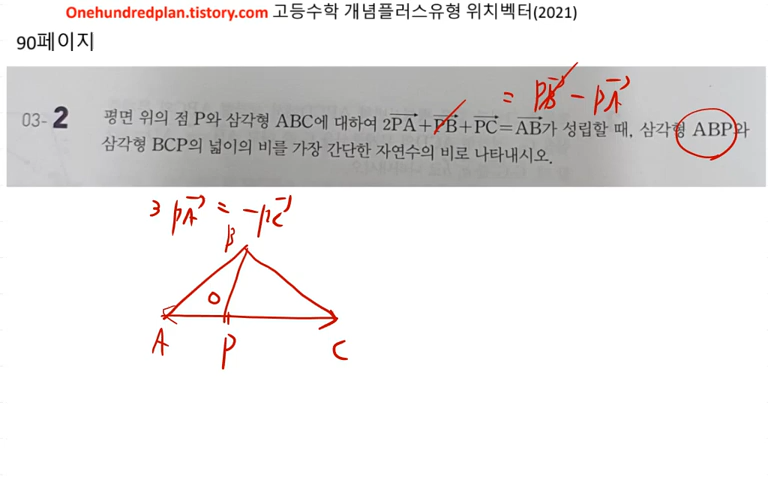 Onehundredplan.tistory.com 고등수학 개념플러스유형 위치벡터(2021)
90페이지
= PB - PA
03- 2 평면 위의 점 P와 삼각형 ABC에 대하여 2PA+PB+PC=AB가 성립할 때, 삼각형 ABP와
삼각형 BCP의 넓이의 비를 가장 간단한 자연수의 비로 나타내시오.
3 PA = -PC
B
A P C